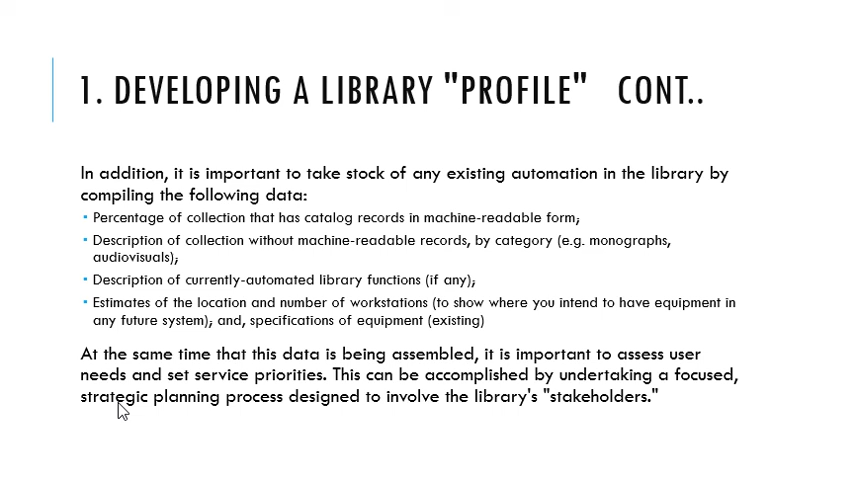 1. DEVELOPING A LIBRARY "PROFILE" CONT..
In addition, it is important to take stock of any existing automation in the library by
compiling the following data:
▪ Percentage of collection that has catalog records in machine-readable form;
▪ Description of collection without machine-readable records, by category (e.g. monographs,
audiovisuals);
▪ Description of currently-automated library functions (if any);
▪ Estimates of the location and number of workstations (to show where you intend to have equipment in
any future system); and, specifications of equipment (existing)
At the same time that this data is being assembled, it is important to assess user
needs and set service priorities. This can be accomplished by undertaking a focused,
strategic planning process designed to involve the library's "stakeholders."